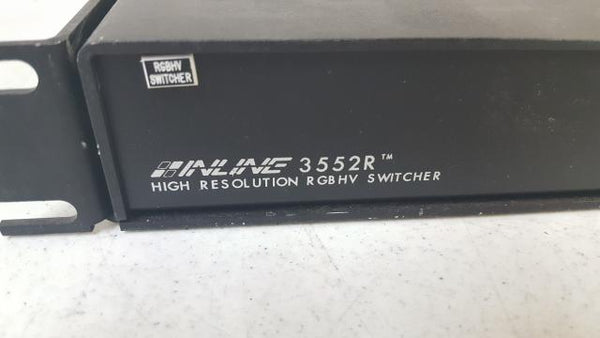 RGBHV
SWITCHER
INLINE 3552R™
HIGH RESOLUTION RGBHV SWITCHER